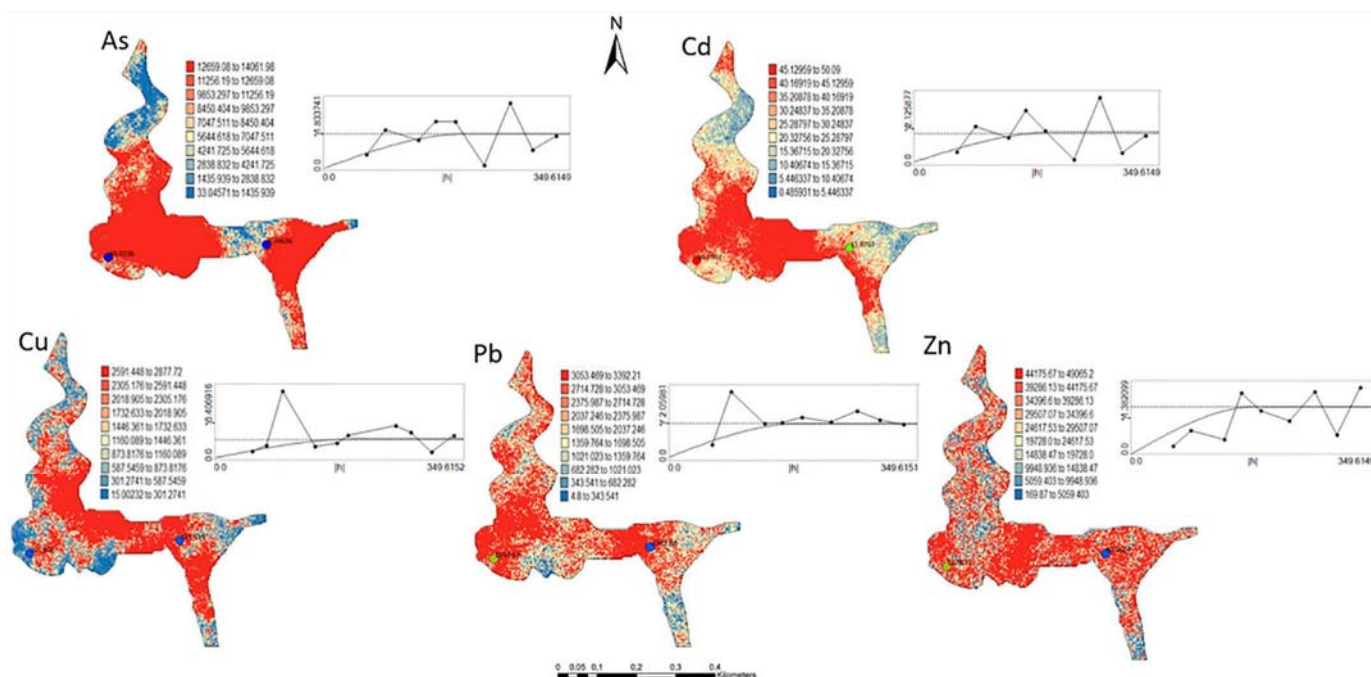 N
As
12659.08 to 14061.98
11256.19 to 12659.08
9853.297 to 11256.19
8450.404 to 9853.297
7047.511 to 8450.404
5644.618 to 7047.511
4241.725 to 5644.618
2838.832 to 4241.725
1435.939 to 2838.832
33.04571 to 1435.939
0.0
0.0
|h|
349.6149
Cd
45.12959 to 50.09
40.16919 to 45.12959
35.20878 to 40.16919
30.24837 to 35.20878
25.28797 to 30.24837
20.32756 to 25.28797
15.36715 to 20.32756
10.40674 to 15.36715
5.446337 to 10.40674
0.485931 to 5.446337
0.0
0.0
|h|
349.6149
Cu
2591.448 to 2877.72
2305.176 to 2591.448
2018.905 to 2305.176
1732.633 to 2018.905
1446.361 to 1732.633
1160.089 to 1446.361
873.8176 to 1160.089
587.5459 to 873.8176
301.2741 to 587.5459
15.00232 to 301.2741
0.0
0.0
|h|
349.6152
Pb
3053.469 to 3392.21
2714.728 to 3053.469
2375.987 to 2714.728
2037.246 to 2375.987
1698.505 to 2037.246
1359.764 to 1698.505
1021.023 to 1359.764
682.282 to 1021.023
343.541 to 682.282
4.8 to 343.541
0.0
0.0
|h|
349.6151
Zn
44175.67 to 49065.2
39286.13 to 44175.67
34396.6 to 39286.13
29507.07 to 34396.6
24617.53 to 29507.07
19728.0 to 24617.53
14838.47 to 19728.0
9948.936 to 14838.47
5059.403 to 9948.936
169.87 to 5059.403
0.0
0.0
|h|
0 0.05 0.1 0.2 0.3 0.4
Kilometers